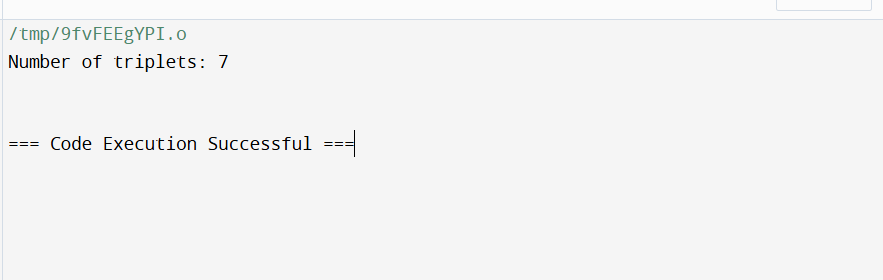 /tmp/9fvFEEgYPI.o
Number of triplets: 7
=== Code Execution Successful ===